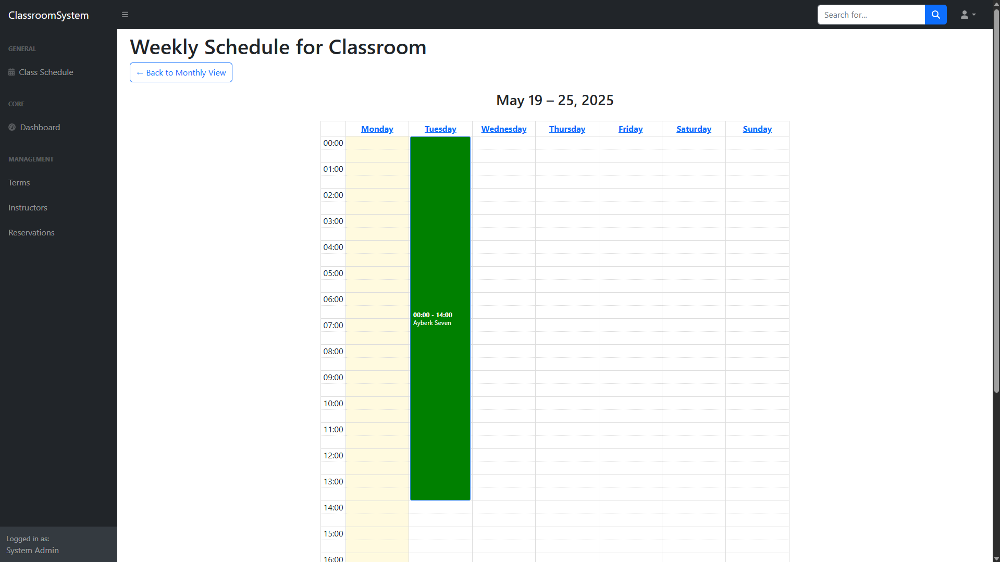 ClassroomSystem
Search for...
GENERAL
Class Schedule
CORE
Dashboard
MANAGEMENT
Terms
Instructors
Reservations
Logged in as:
System Admin
Weekly Schedule for Classroom
← Back to Monthly View
May 19 – 25, 2025
Monday Tuesday Wednesday Thursday Friday Saturday Sunday
00:00
01:00
02:00
03:00
04:00
05:00
06:00
00:00 - 14:00
Ayberk Seven
07:00
08:00
09:00
10:00
11:00
12:00
13:00
14:00
15:00
16:00